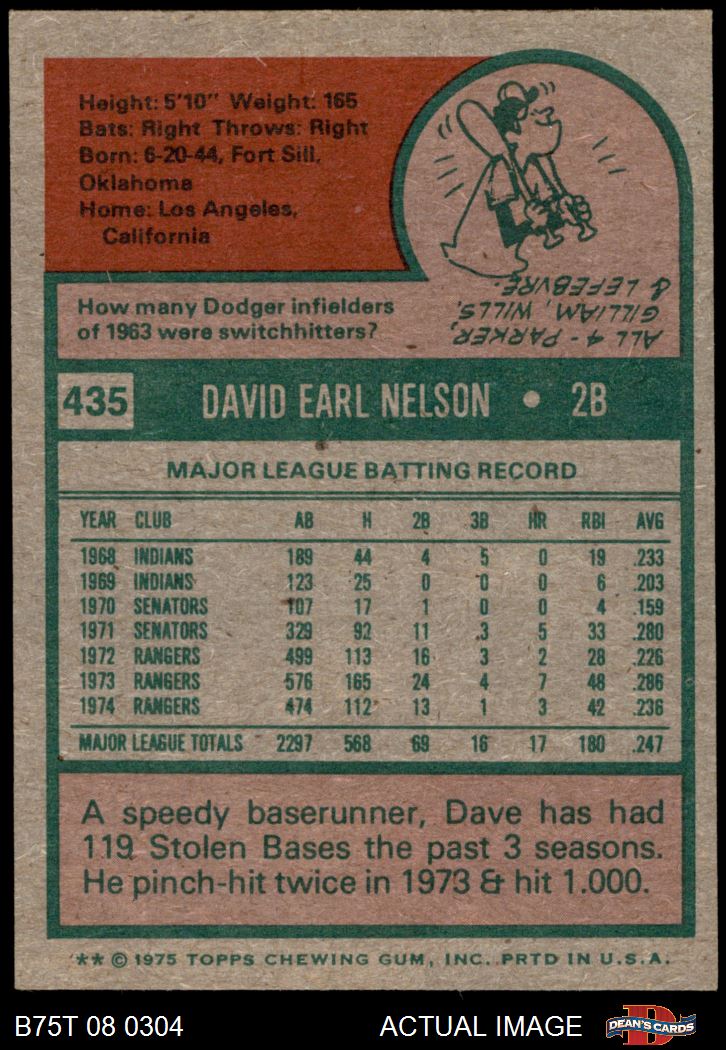 Height: 5'10" Weight: 165
Bats: Right Throws: Right
Born: 6-20-44, Fort Sill,
Oklahoma
Home: Los Angeles,
California
How many Dodger infielders
of 1963 were switchhitters?
ALL 4 - PARKER,
GILLIAM, WILLS,
& LEFEBVRE.
435 DAVID EARL NELSON • 2B
MAJOR LEAGUE BATTING RECORD
YEAR CLUB AB H 2B 3B HR RBI AVG
1968 INDIANS 189 44 4 5 0 19 .233
1969 INDIANS 123 25 0 0 0 6 .203
1970 SENATORS 107 17 1 0 0 4 .159
1971 SENATORS 329 92 11 3 5 33 .280
1972 RANGERS 499 113 16 3 2 28 .226
1973 RANGERS 576 165 24 4 7 48 .286
1974 RANGERS 474 112 13 1 3 42 .236
MAJOR LEAGUE TOTALS 2297 568 69 16 17 180 .247
A speedy baserunner, Dave has had
119 Stolen Bases the past 3 seasons.
He pinch-hit twice in 1973 & hit 1.000.
** © 1975 TOPPS CHEWING GUM, INC. PRTD IN U.S.A.
B75T 08 0304 ACTUAL IMAGE DEAN'S CARDS